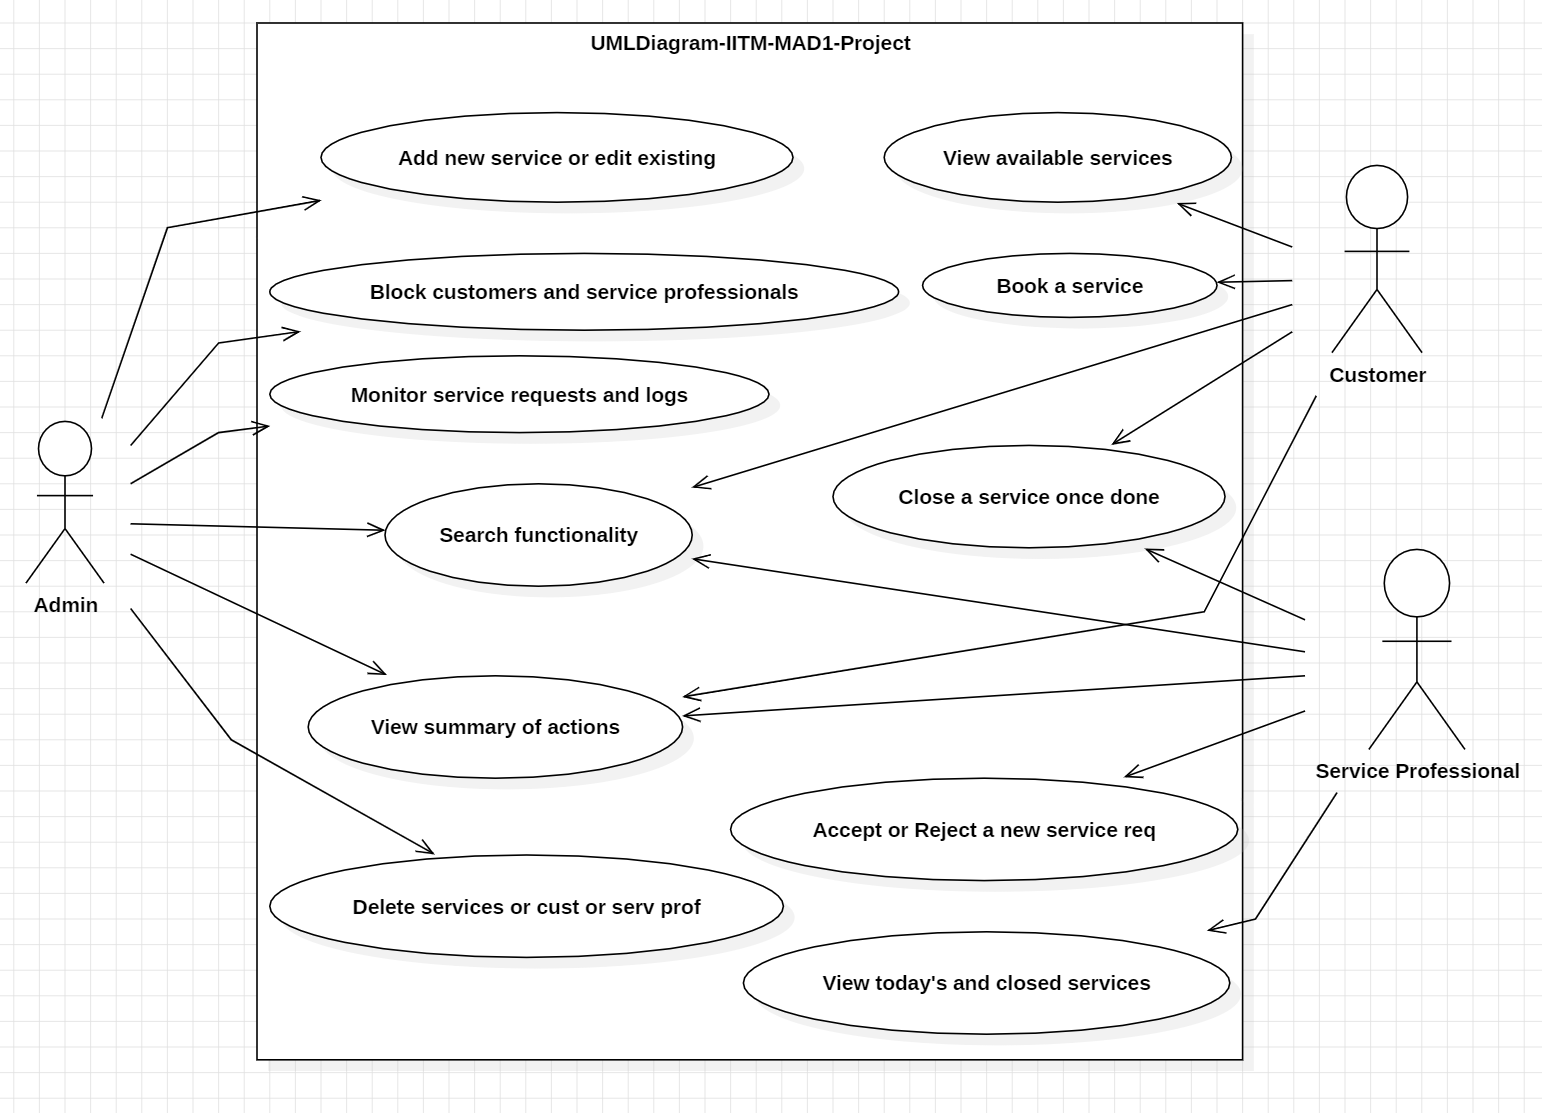 UMLDiagram-IITM-MAD1-Project
Add new service or edit existing
View available services
Block customers and service professionals
Book a service
Customer
Monitor service requests and logs
Close a service once done
Search functionality
Admin
View summary of actions
Service Professional
Accept or Reject a new service req
Delete services or cust or serv prof
View today's and closed services